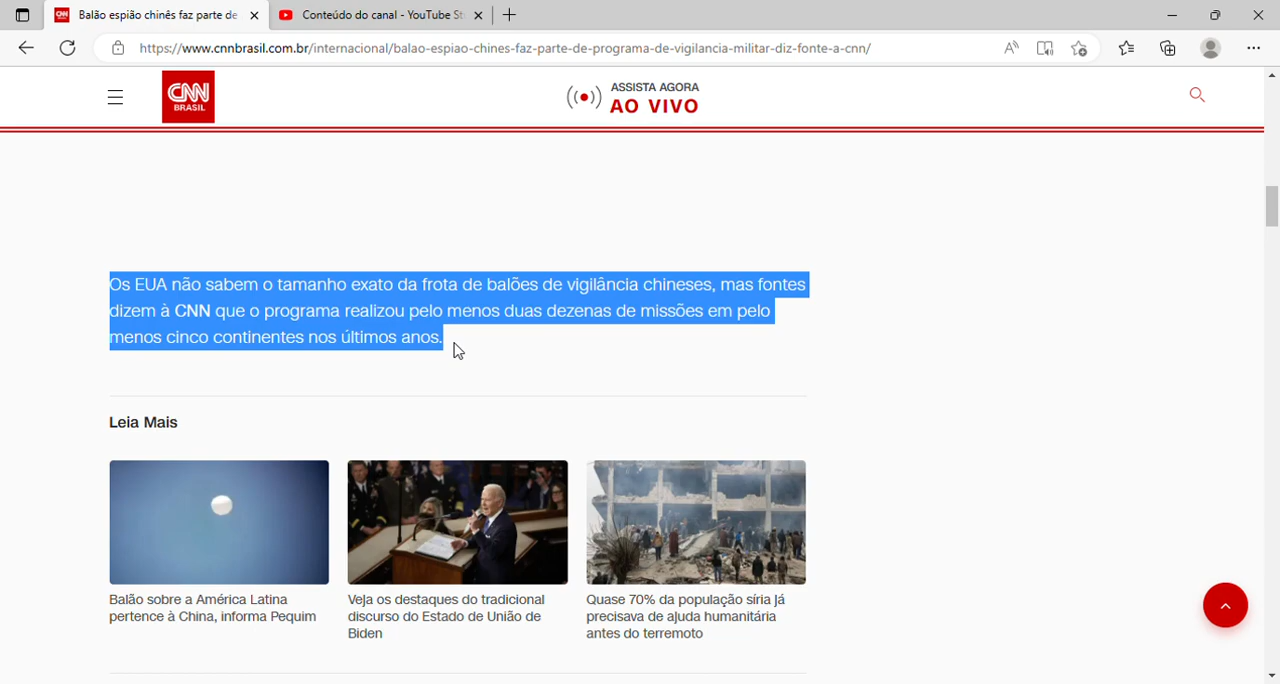 Balão espião chinês faz parte de
Conteúdo do canal - YouTube St
https://www.cnnbrasil.com.br/internacional/balao-espiao-chines-faz-parte-de-programa-de-vigilancia-militar-diz-fonte-a-cnn/
CNN
BRASIL
ASSISTA AGORA
AO VIVO
Os EUA não sabem o tamanho exato da frota de balões de vigilância chineses, mas fontes
dizem à CNN que o programa realizou pelo menos duas dezenas de missões em pelo
menos cinco continentes nos últimos anos.
Leia Mais
Balão sobre a América Latina
pertence à China, informa Pequim
Veja os destaques do tradicional
discurso do Estado de União de
Biden
Quase 70% da população síria já
precisava de ajuda humanitária
antes do terremoto